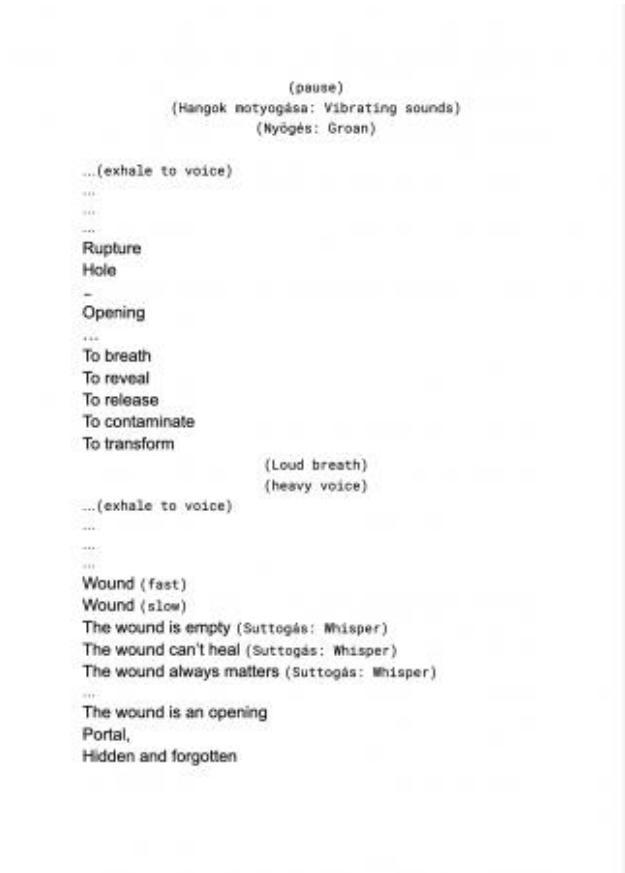 (pause)
(Hangok motyogása: Vibrating sounds)
(Nyögés: Groan)
...(exhale to voice)
...
...
...
Rupture
Hole
–
Opening
...
To breath
To reveal
To release
To contaminate
To transform
(Loud breath)
(heavy voice)
...(exhale to voice)
...
...
...
Wound (fast)
Wound (slow)
The wound is empty (Suttogás: Whisper)
The wound can't heal (Suttogás: Whisper)
The wound always matters (Suttogás: Whisper)
...
The wound is an opening
Portal,
Hidden and forgotten